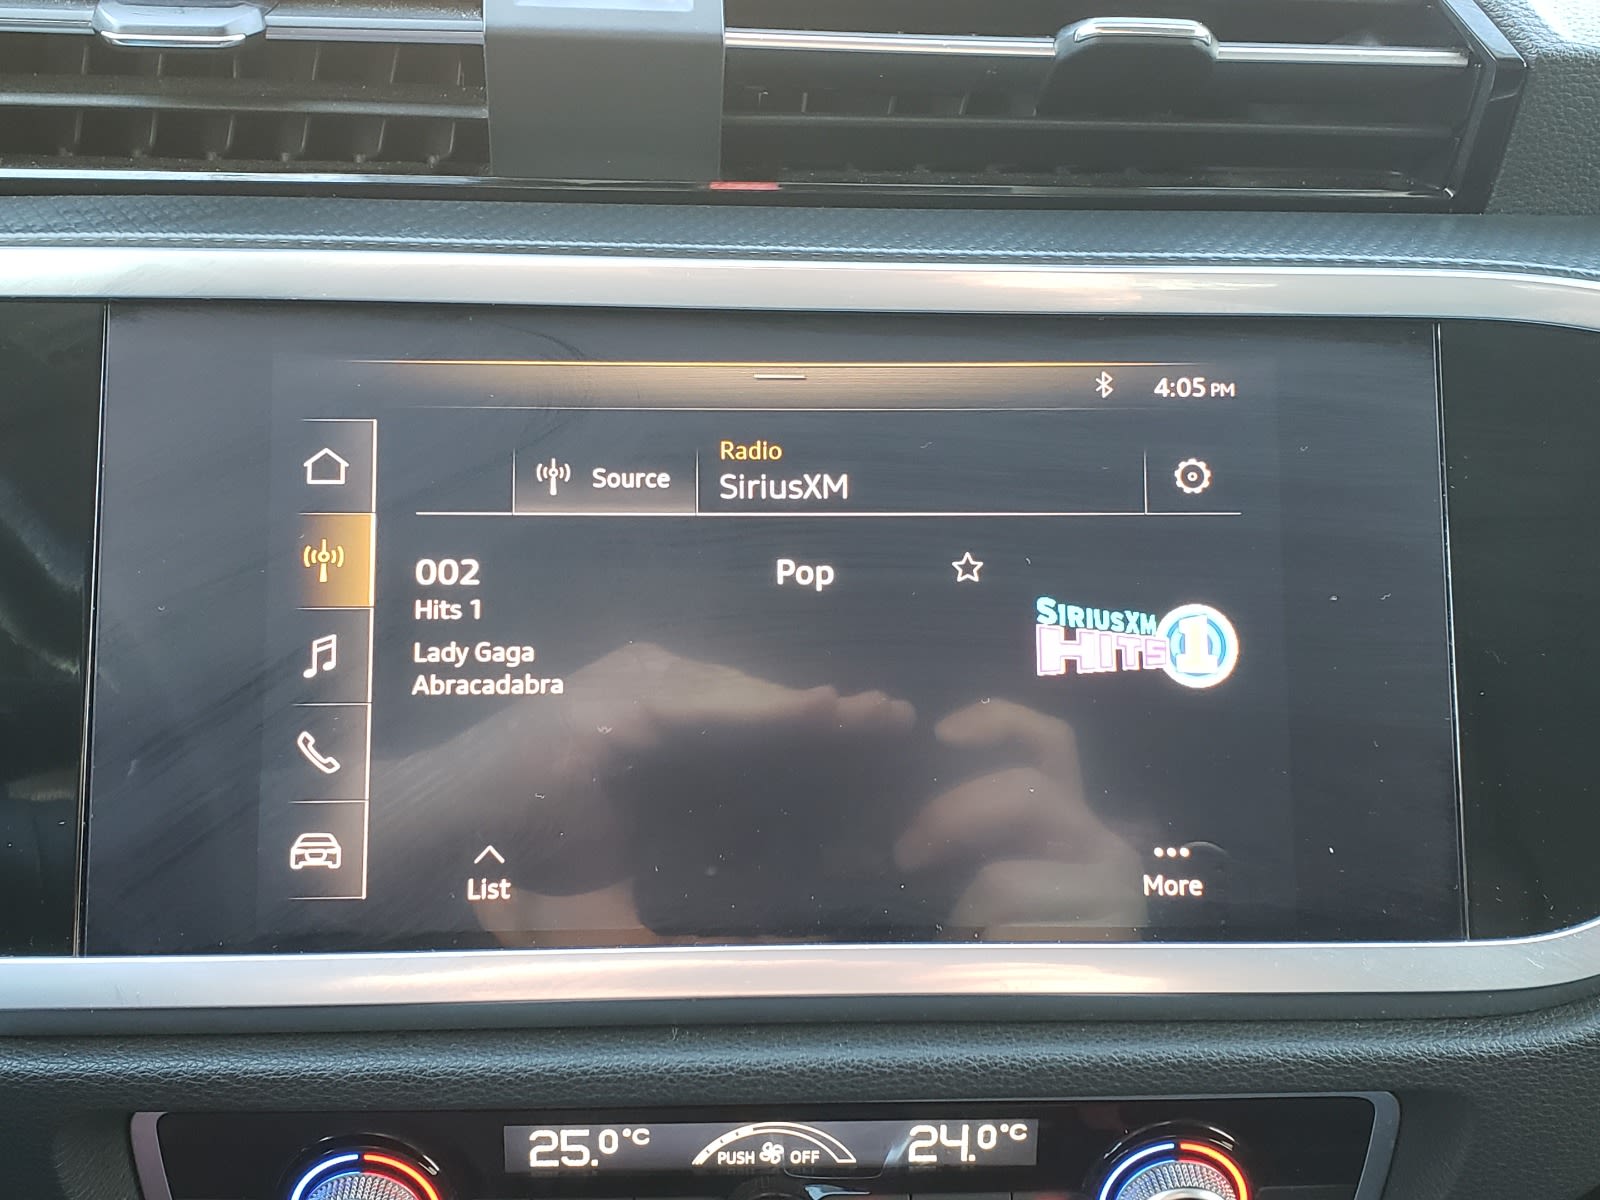 4:05 PM
Source
Radio
SiriusXM
002
Pop
Hits 1
Lady Gaga
Abracadabra
SIRIUSXM
HITS 1
List
More
25.0°C
PUSH OFF
24.0°C